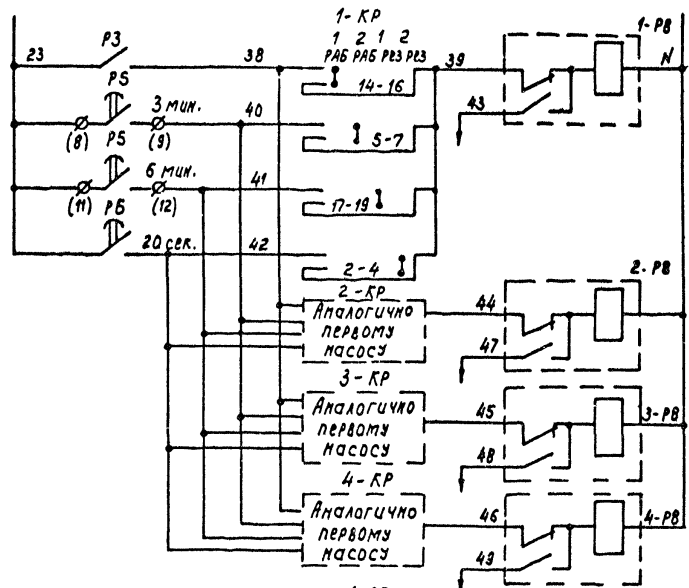 1-КР
1 2 1 2
РАБ РАБ РЕЗ РЕЗ
1-РВ
23 Р3 38 39 N
14-16
Р5
3 мин. 40 43
(8) (9) 5-7
Р5
6 мин. 41
(11) (12) 17-19
Р6
20 сек. 42
2-4
2-РВ
2-КР
Аналогично
первому
насосу
44
47
3-КР
Аналогично
первому
насосу
45 3-РВ
48
4-КР
Аналогично
первому
насосу
46 4-РВ
49